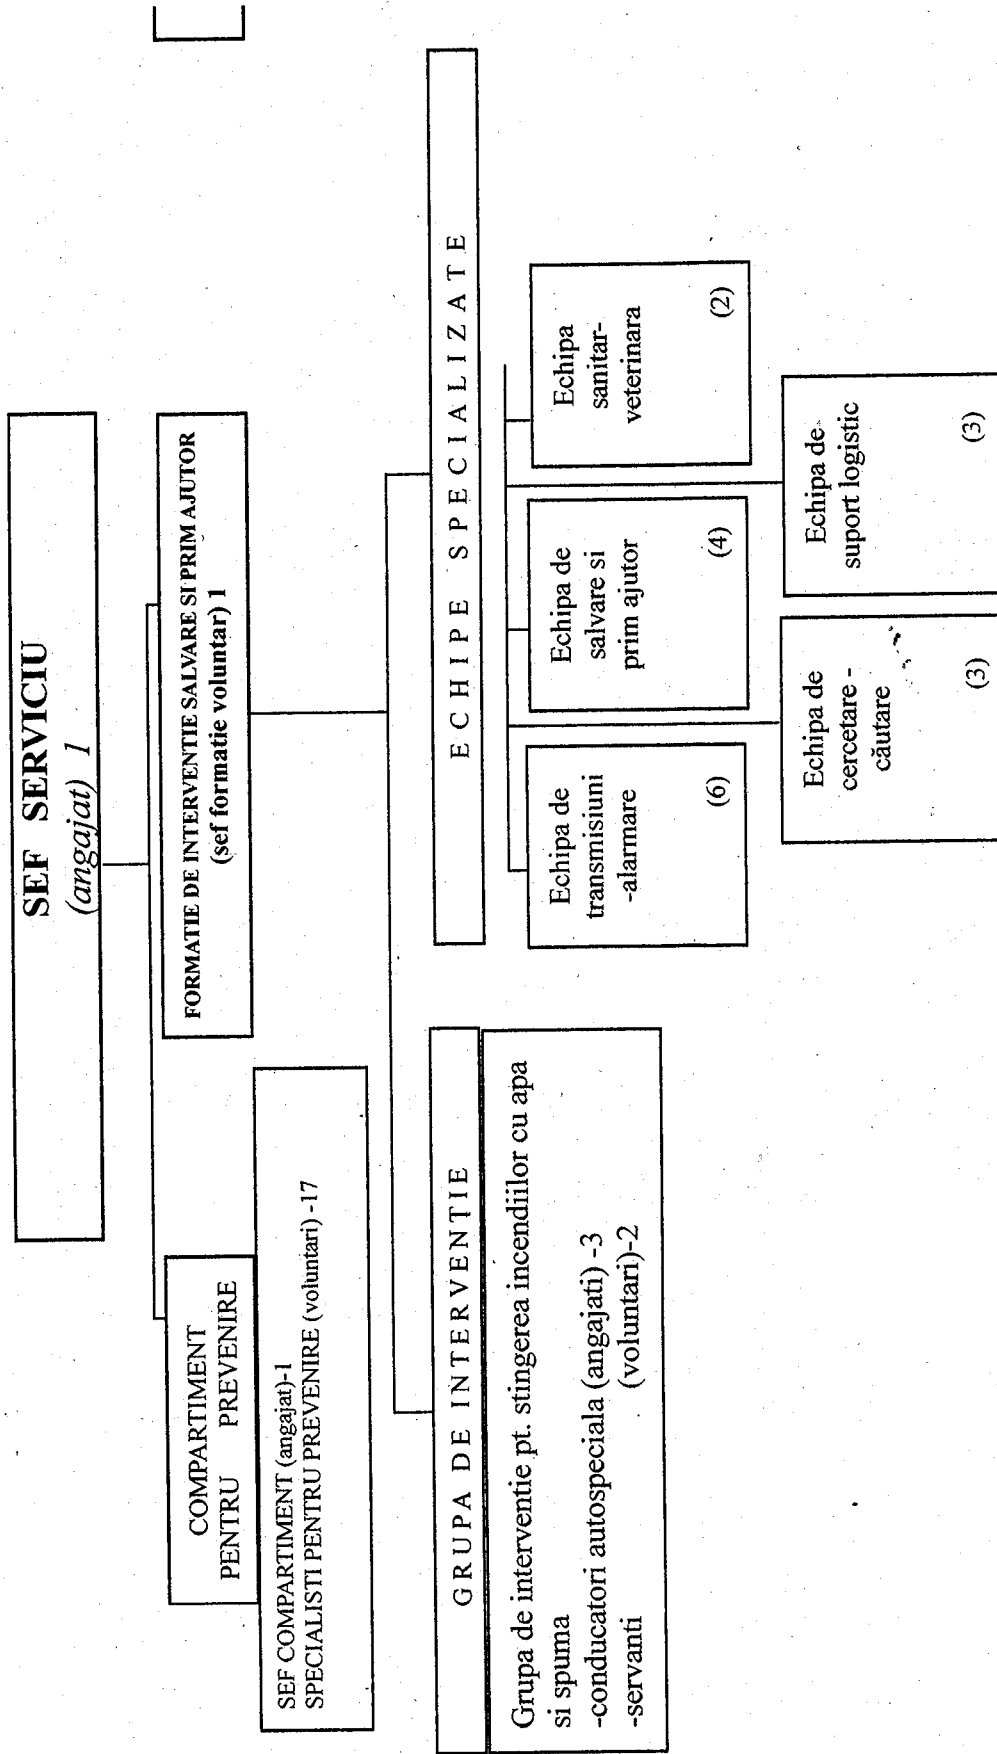 SEF SERVICIU
(angajat) 1
COMPARTIMENT
PENTRU PREVENIRE
SEF COMPARTIMENT (angajat)-1
SPECIALISTI PENTRU PREVENIRE (voluntari) -17
FORMATIE DE INTERVENTIE SALVARE SI PRIM AJUTOR
(sef formatie voluntar) 1
GRUPA DE INTERVENTIE
Grupa de interventie pt. stingerea incendiilor cu apa
si spuma
-conducatori autospeciala (angajati) -3
-servanti (voluntari)-2
ECHIPE SPECIALIZATE
Echipa de
transmisiuni
-alarmare
(6)
Echipa de
salvare si
prim ajutor
(4)
Echipa
sanitar-
veterinara
(2)
Echipa de
cercetare -
căutare
(3)
Echipa de
suport logistic
(3)